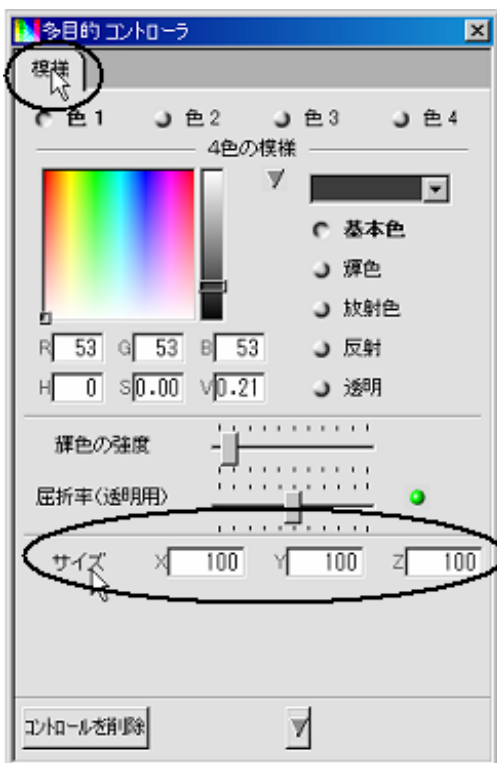 多目的 コントローラ
模様
色 1 色 2 色 3 色 4
4色の模様
基本色
輝色
放射色
R 53 G 53 B 53 反射
H 0 S 0.00 V 0.21 透明
輝色の強度
屈折率(透明用)
サイズ X 100 Y 100 Z 100
コントロールを削除